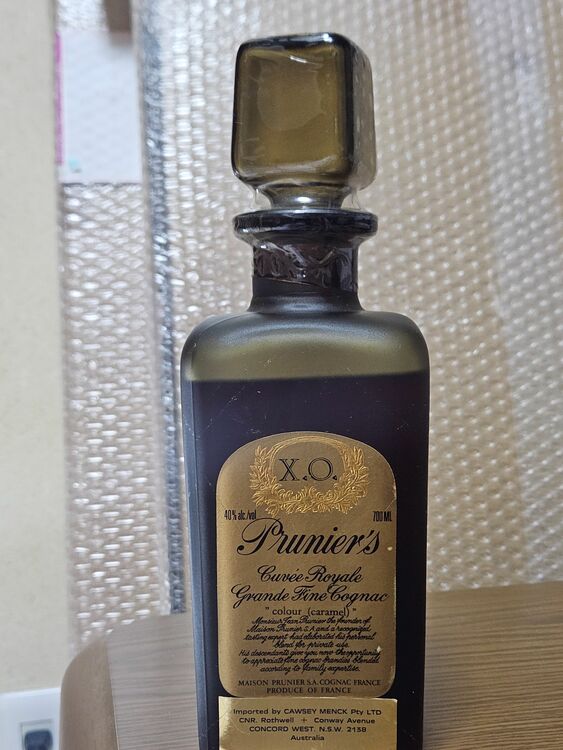 X.O.
40% alc./vol 700 ML
Prunier's
Cuvée Royale
Grande Fine Cognac
"colour (caramel)"
Monsieur Jean Prunier the founder of
Maison Prunier S.A and a recognized
tasting expert had elaborated his personal
blend for private use.
His descendants give you now the opportunity
to appreciate fine cognac brandies blended
according to family expertise.
MAISON PRUNIER S.A. COGNAC FRANCE
PRODUCE OF FRANCE
Imported by CAWSEY MENCK Pty LTD
CNR. Rothwell + Conway Avenue
CONCORD WEST. N.S.W. 2138
Australia